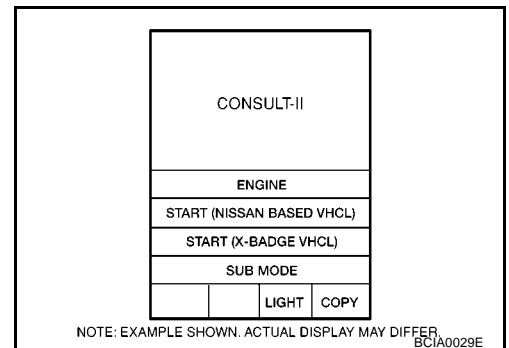 CONSULT-II
ENGINE
START (NISSAN BASED VHCL)
START (X-BADGE VHCL)
SUB MODE
LIGHT COPY
NOTE: EXAMPLE SHOWN. ACTUAL DISPLAY MAY DIFFER.
BCIA0029E